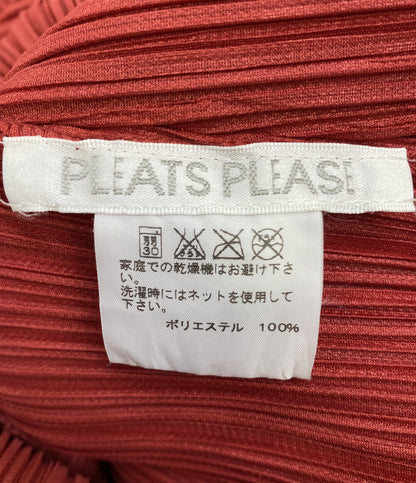 PLEATS PLEASE
30
家庭での乾燥機はお避け下さ
い。
洗濯時にはネットを使用して
下さい。
ポリエステル 100%